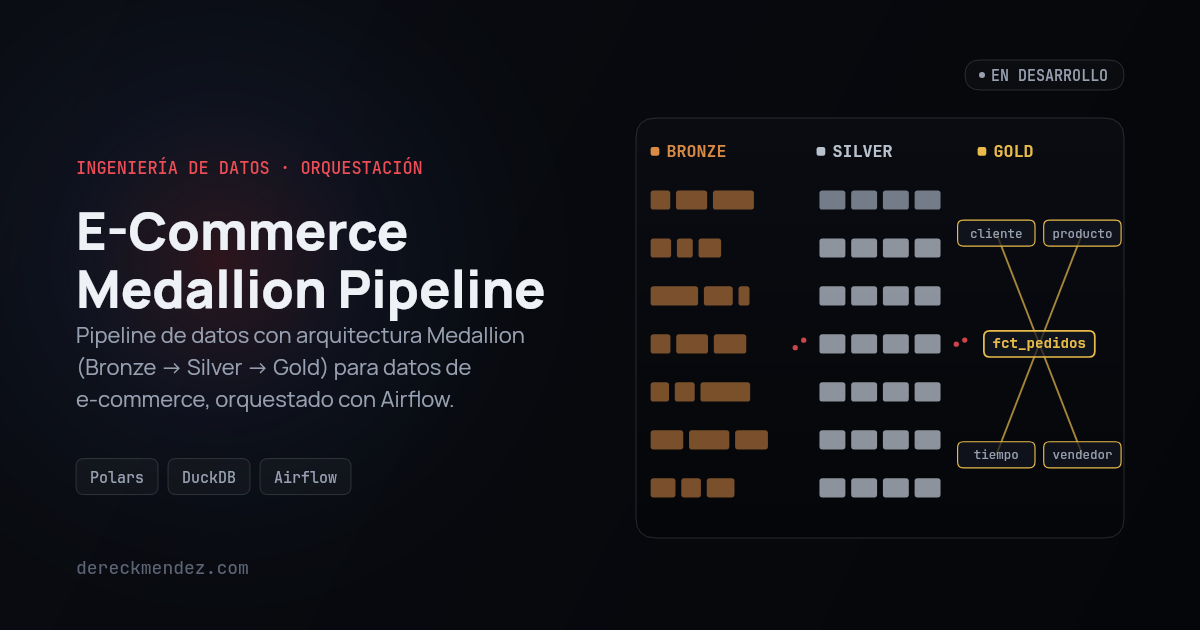 EN DESARROLLO
INGENIERÍA DE DATOS · ORQUESTACIÓN
E-Commerce
Medallion Pipeline
Pipeline de datos con arquitectura Medallion
(Bronze → Silver → Gold) para datos de
e-commerce, orquestado con Airflow.
Polars
DuckDB
Airflow
dereckmendez.com
BRONZE
SILVER
GOLD
cliente
producto
fct_pedidos
tiempo
vendedor